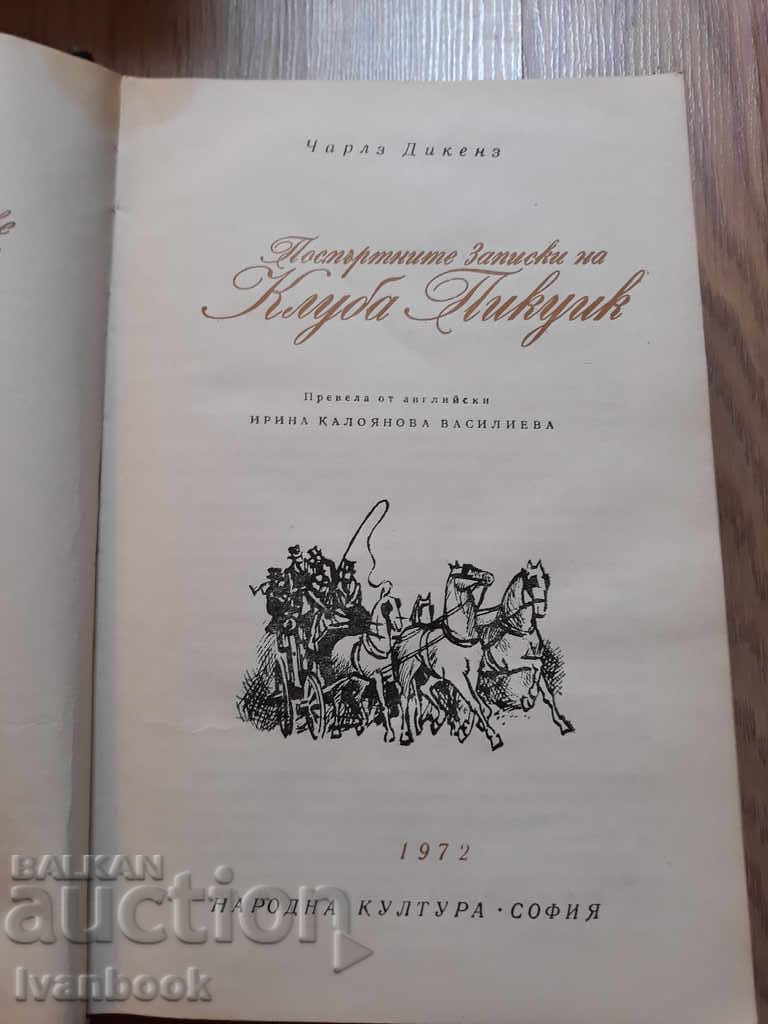 Чарлз Дикенз
Посмъртните записки на
Клуба Пикуик
Превела от английски
ИРИНА КАЛОЯНОВА ВАСИЛИЕВА
1972
НАРОДНА КУЛТУРА · СОФИЯ
BALKAN
auction
Ivanbook